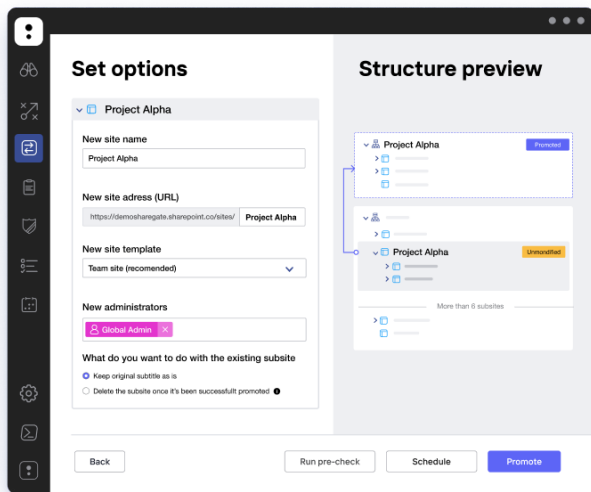 Set options
Project Alpha
New site name
Project Alpha
New site adress (URL)
https://demosharegate.sharepoint.co/sites/ Project Alpha
New site template
Team site (recomended)
New administrators
Global Admin
What do you want to do with the existing subsite
Keep original subtitle as is
Delete the subsite once it's been successfullt promoted
Structure preview
Project Alpha Promoted
Project Alpha Unmondified
More than 6 subsites
Back Run pre-check Schedule Promote